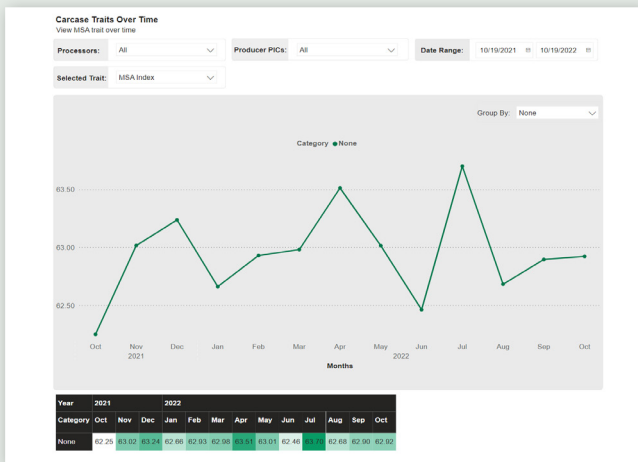 Carcase Traits Over Time
View MSA trait over time
Processors: All Producer PICs: All Date Range: 10/19/2021 10/19/2022
Selected Trait: MSA Index
Group By: None
Category None
63.50
63.00
62.50
Oct Nov Dec Jan Feb Mar Apr May Jun Jul Aug Sep Oct
2021 2022
Months
Year 2021 2022
Category Oct Nov Dec Jan Feb Mar Apr May Jun Jul Aug Sep Oct
None 62.25 63.02 63.24 62.66 62.93 62.98 63.51 63.01 62.46 63.70 62.68 62.90 62.92